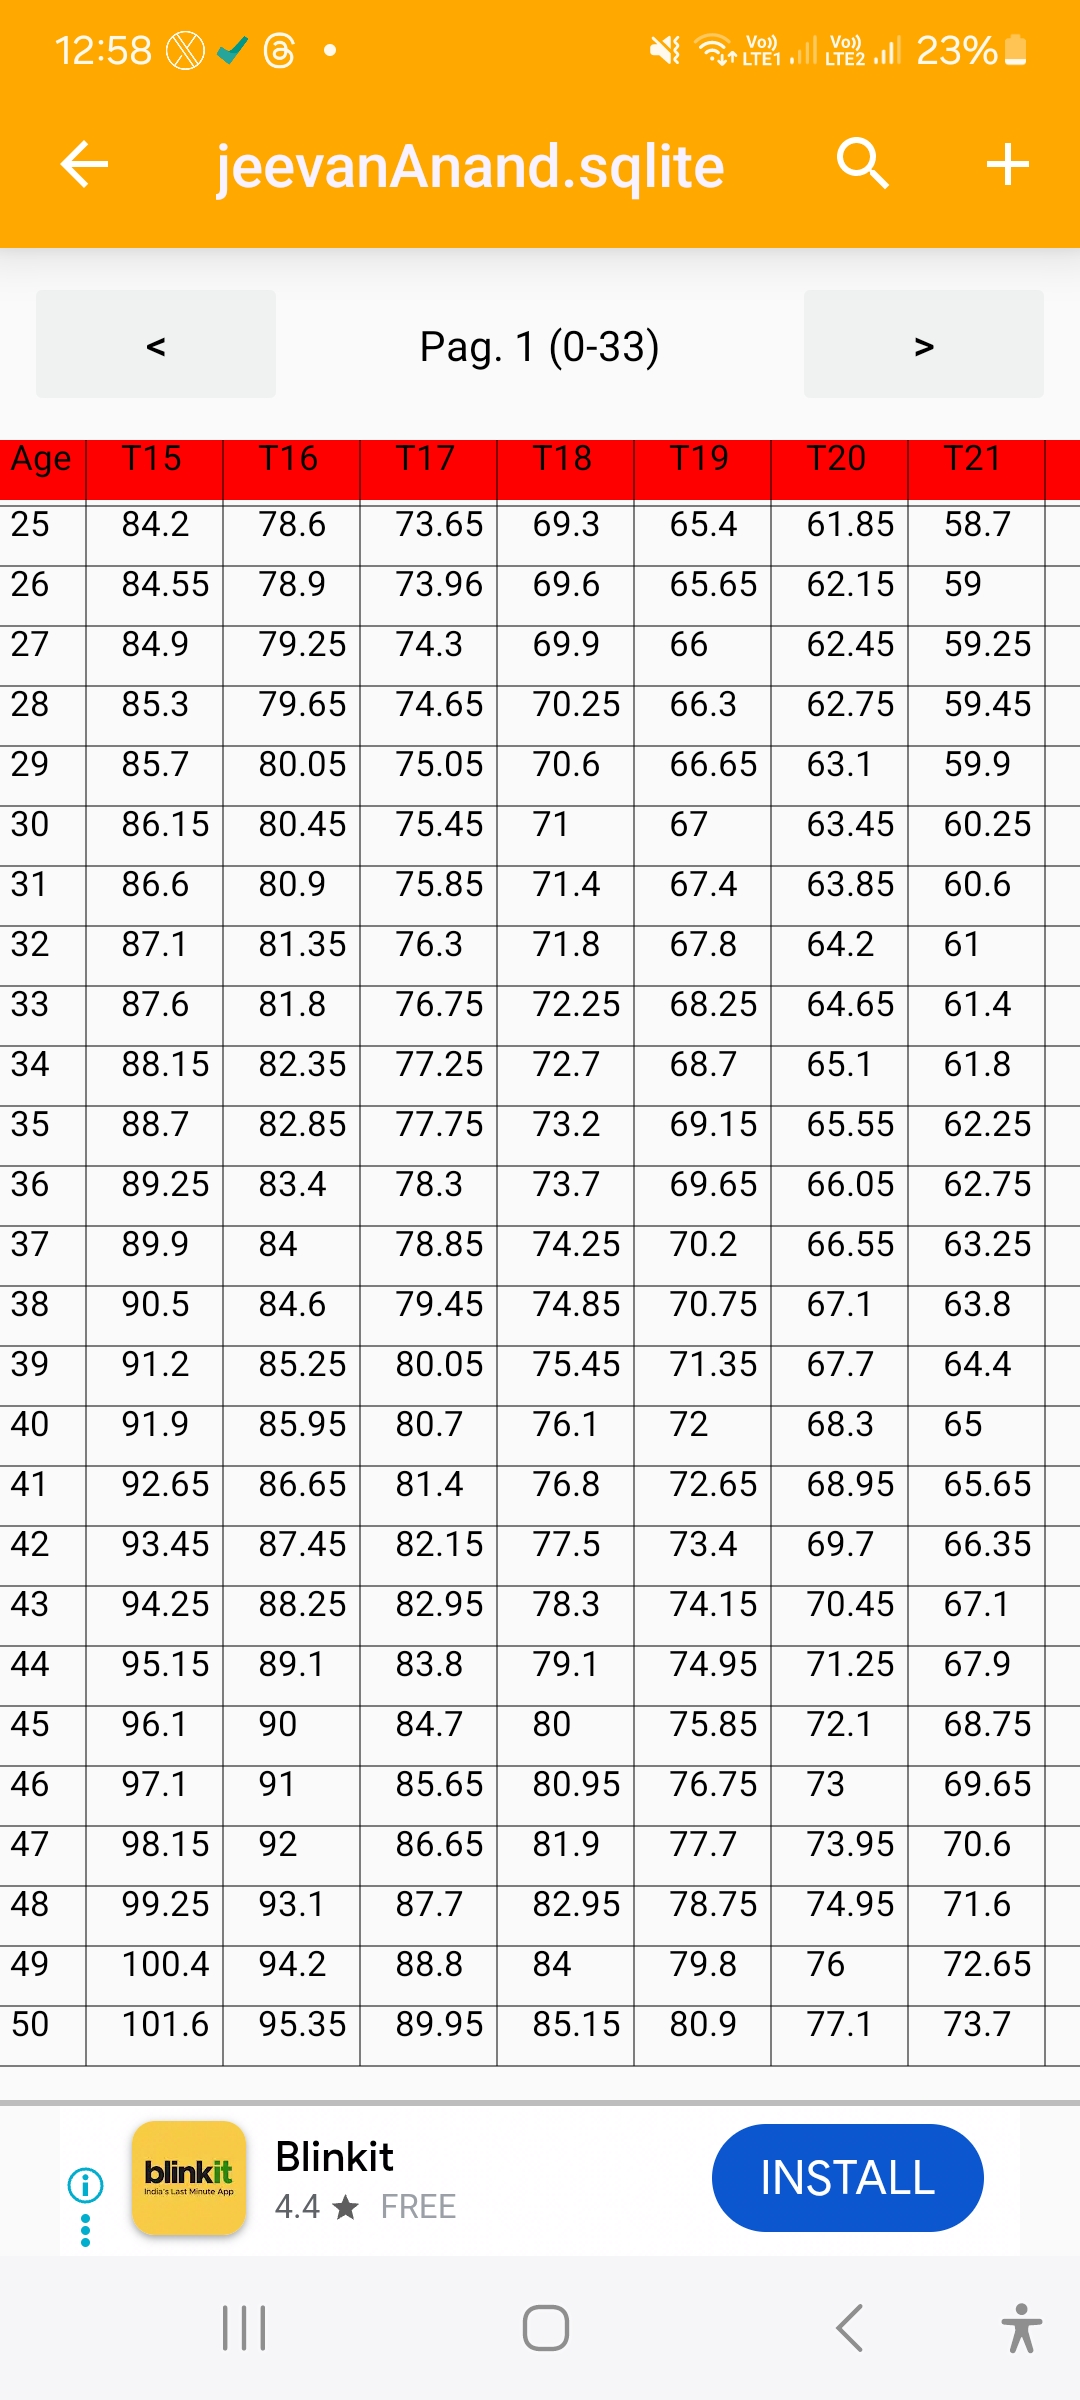 12:58 Vo) LTE1 Vo) LTE2 23%
jeevanAnand.sqlite
< Pag. 1 (0-33) >
Age T15 T16 T17 T18 T19 T20 T21
25 84.2 78.6 73.65 69.3 65.4 61.85 58.7
26 84.55 78.9 73.96 69.6 65.65 62.15 59
27 84.9 79.25 74.3 69.9 66 62.45 59.25
28 85.3 79.65 74.65 70.25 66.3 62.75 59.45
29 85.7 80.05 75.05 70.6 66.65 63.1 59.9
30 86.15 80.45 75.45 71 67 63.45 60.25
31 86.6 80.9 75.85 71.4 67.4 63.85 60.6
32 87.1 81.35 76.3 71.8 67.8 64.2 61
33 87.6 81.8 76.75 72.25 68.25 64.65 61.4
34 88.15 82.35 77.25 72.7 68.7 65.1 61.8
35 88.7 82.85 77.75 73.2 69.15 65.55 62.25
36 89.25 83.4 78.3 73.7 69.65 66.05 62.75
37 89.9 84 78.85 74.25 70.2 66.55 63.25
38 90.5 84.6 79.45 74.85 70.75 67.1 63.8
39 91.2 85.25 80.05 75.45 71.35 67.7 64.4
40 91.9 85.95 80.7 76.1 72 68.3 65
41 92.65 86.65 81.4 76.8 72.65 68.95 65.65
42 93.45 87.45 82.15 77.5 73.4 69.7 66.35
43 94.25 88.25 82.95 78.3 74.15 70.45 67.1
44 95.15 89.1 83.8 79.1 74.95 71.25 67.9
45 96.1 90 84.7 80 75.85 72.1 68.75
46 97.1 91 85.65 80.95 76.75 73 69.65
47 98.15 92 86.65 81.9 77.7 73.95 70.6
48 99.25 93.1 87.7 82.95 78.75 74.95 71.6
49 100.4 94.2 88.8 84 79.8 76 72.65
50 101.6 95.35 89.95 85.15 80.9 77.1 73.7
blinkit
India's Last Minute App
Blinkit
4.4 ★ FREE
INSTALL